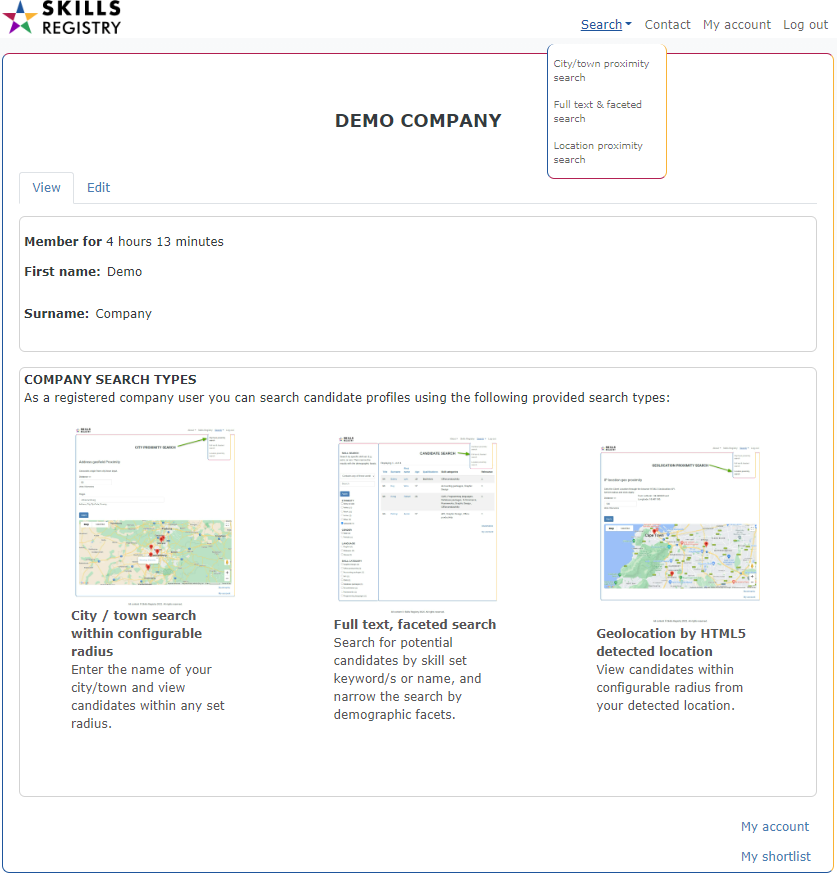 SKILLS
REGISTRY
Search Contact My account Log out
City/town proximity
search
Full text & faceted
search
Location proximity
search
DEMO COMPANY
View Edit
Member for 4 hours 13 minutes
First name: Demo
Surname: Company
COMPANY SEARCH TYPES
As a registered company user you can search candidate profiles using the following provided search types:
CITY PROXIMITY SEARCH
CANDIDATE SEARCH
GEOLOCATION PROXIMITY SEARCH
City / town search
within configurable
radius
Enter the name of your
city/town and view
candidates within any set
radius.
Full text, faceted search
Search for potential
candidates by skill set
keyword/s or name, and
narrow the search by
demographic facets.
Geolocation by HTML5
detected location
View candidates within
configurable radius from
your detected location.
My account
My shortlist